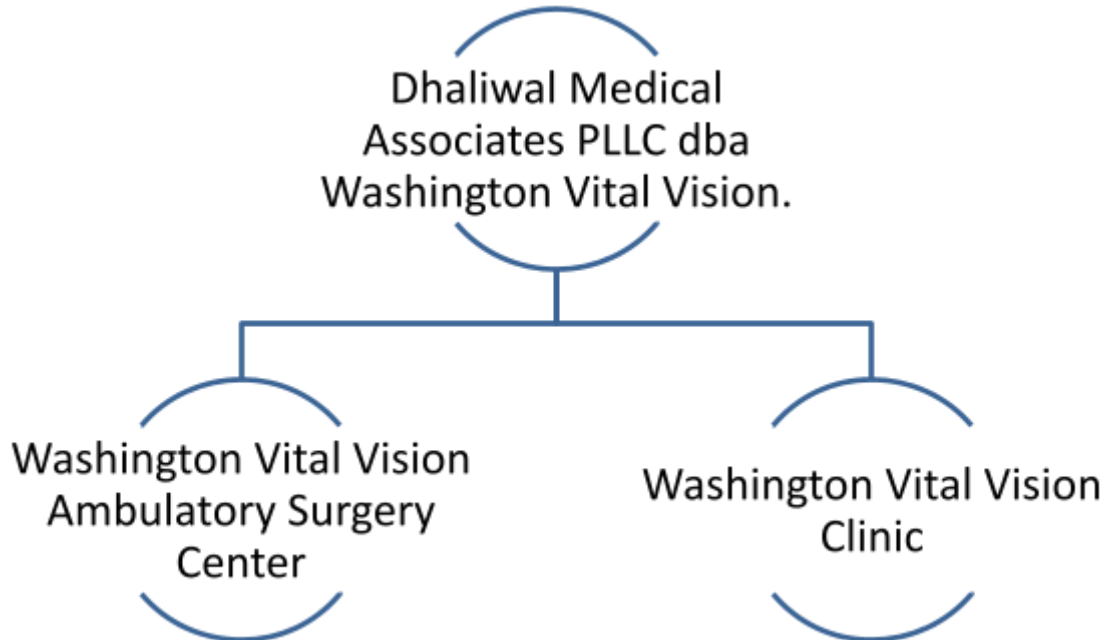 Dhaliwal Medical
Associates PLLC dba
Washington Vital Vision.
Washington Vital Vision
Ambulatory Surgery
Center
Washington Vital Vision
Clinic